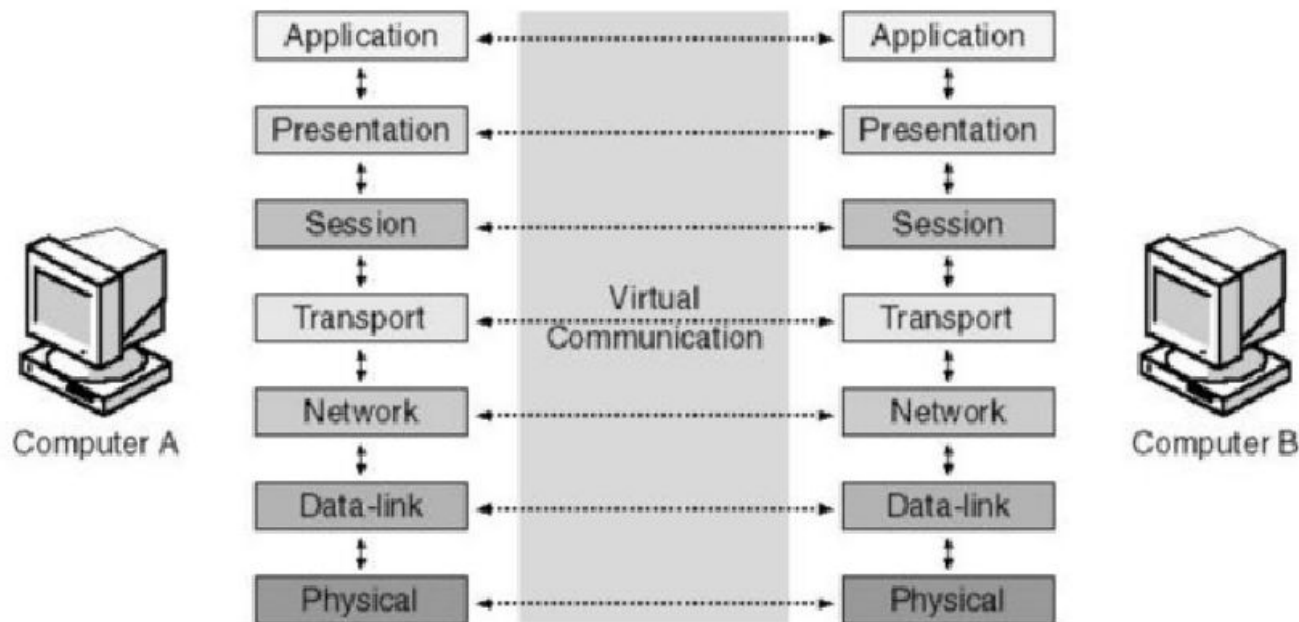 Application
Application
Presentation
Presentation
Session
Session
Virtual
Communication
Transport
Transport
Network
Network
Computer A
Computer B
Data-link
Data-link
Physical
Physical